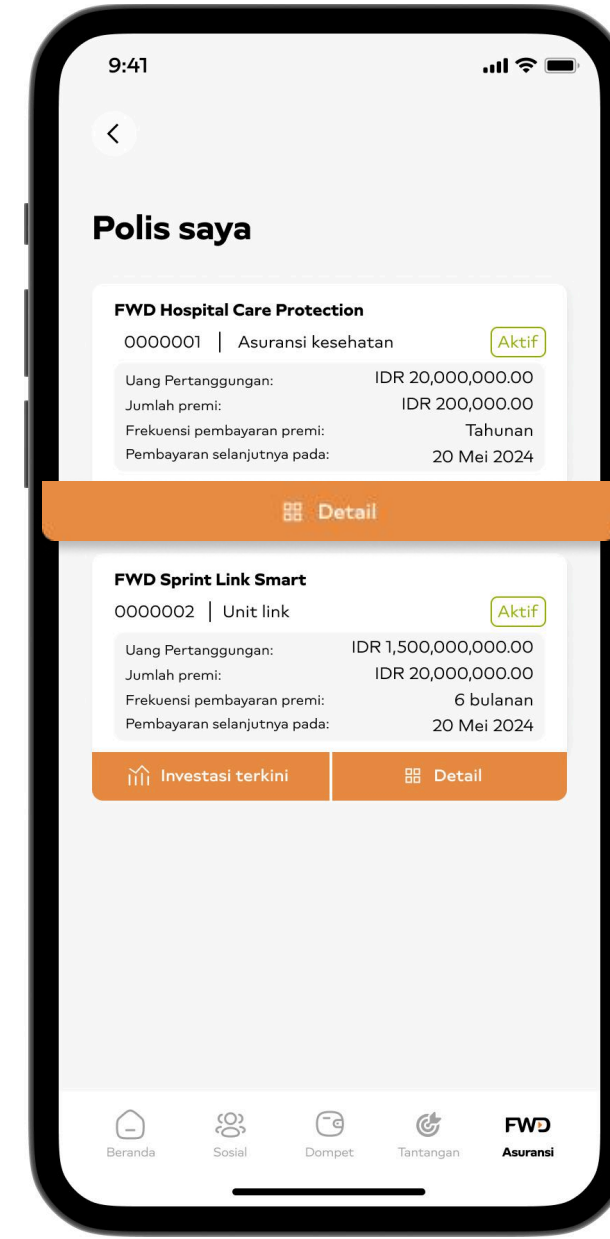 9:41
Polis saya
FWD Hospital Care Protection
0000001 | Asuransi kesehatan Aktif
Uang Pertanggungan: IDR 20,000,000.00
Jumlah premi: IDR 200,000.00
Frekuensi pembayaran premi: Tahunan
Pembayaran selanjutnya pada: 20 Mei 2024
Detail
FWD Sprint Link Smart
0000002 | Unit link Aktif
Uang Pertanggungan: IDR 1,500,000,000.00
Jumlah premi: IDR 20,000,000.00
Frekuensi pembayaran premi: 6 bulanan
Pembayaran selanjutnya pada: 20 Mei 2024
Investasi terkini Detail
FWD
Beranda Sosial Dompet Tantangan Asuransi